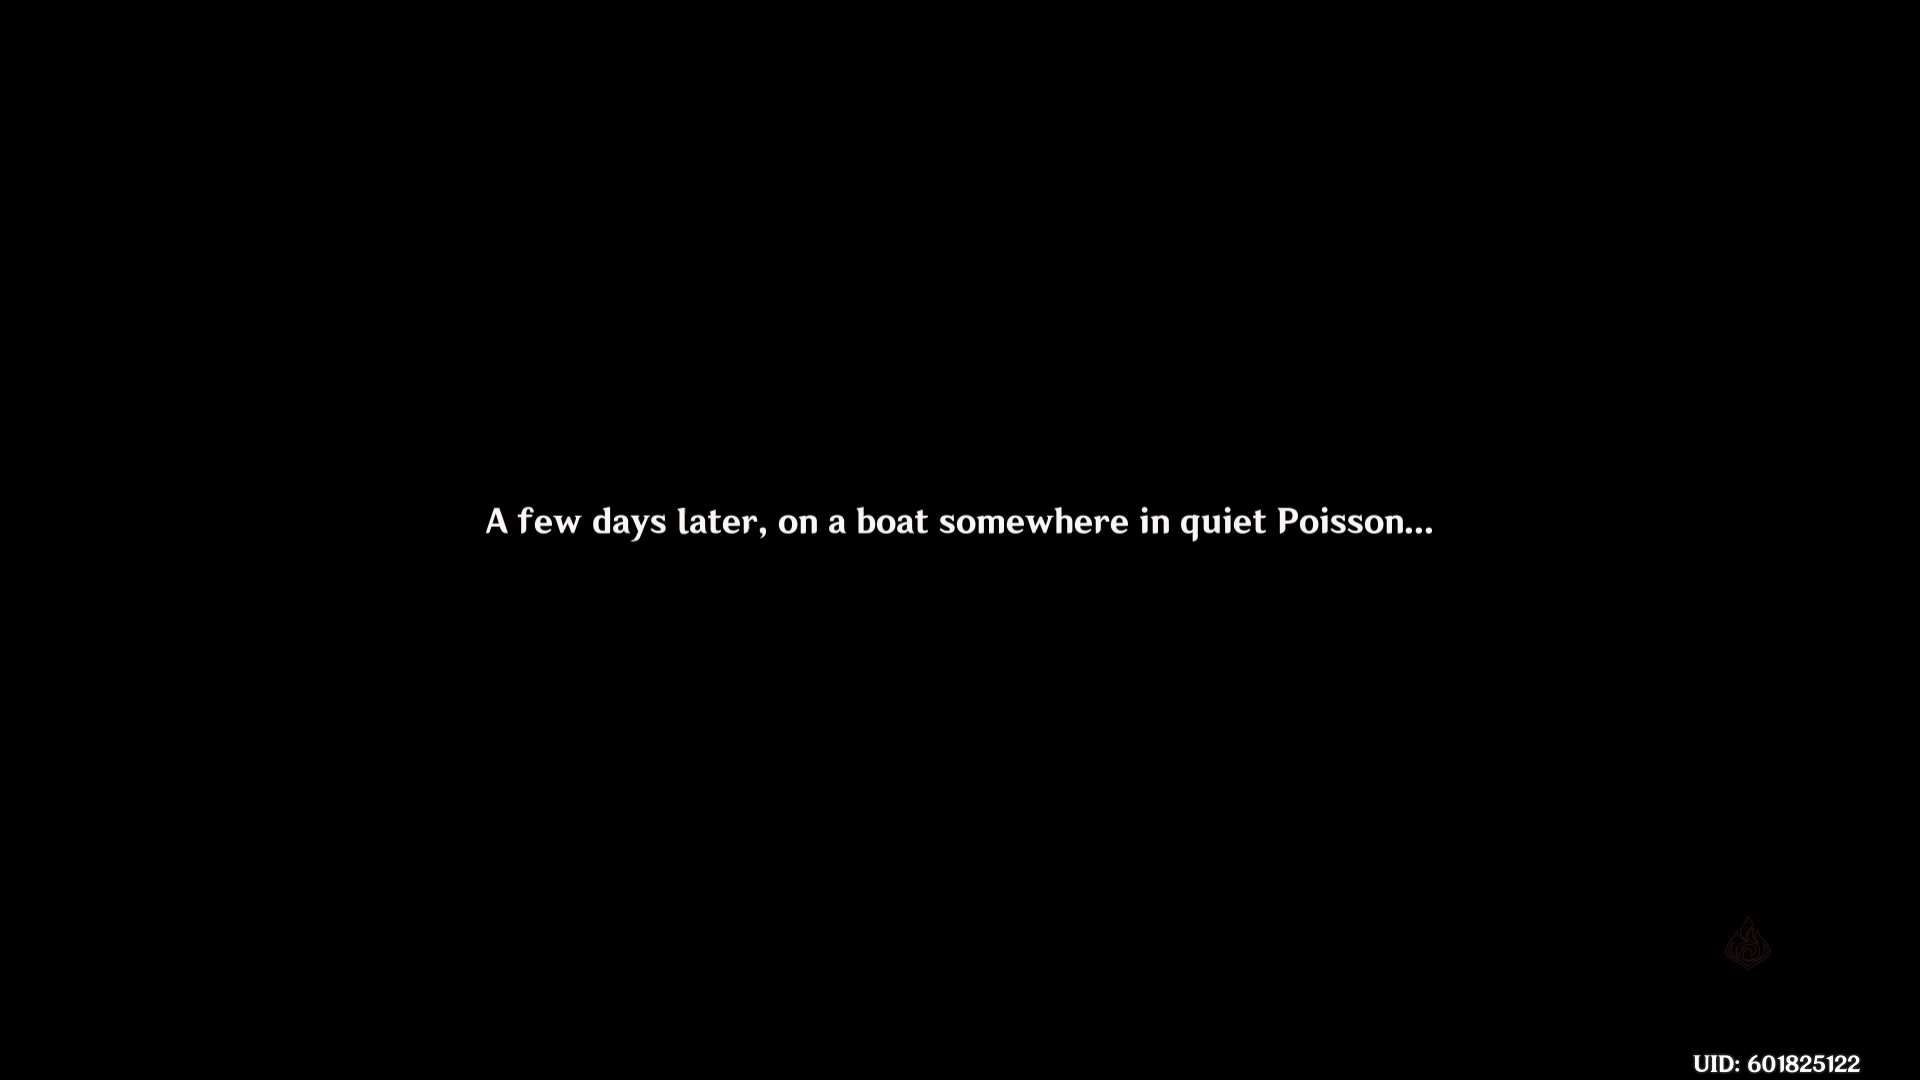 A few days later, on a boat somewhere in quiet Poisson...
UID: 601825122